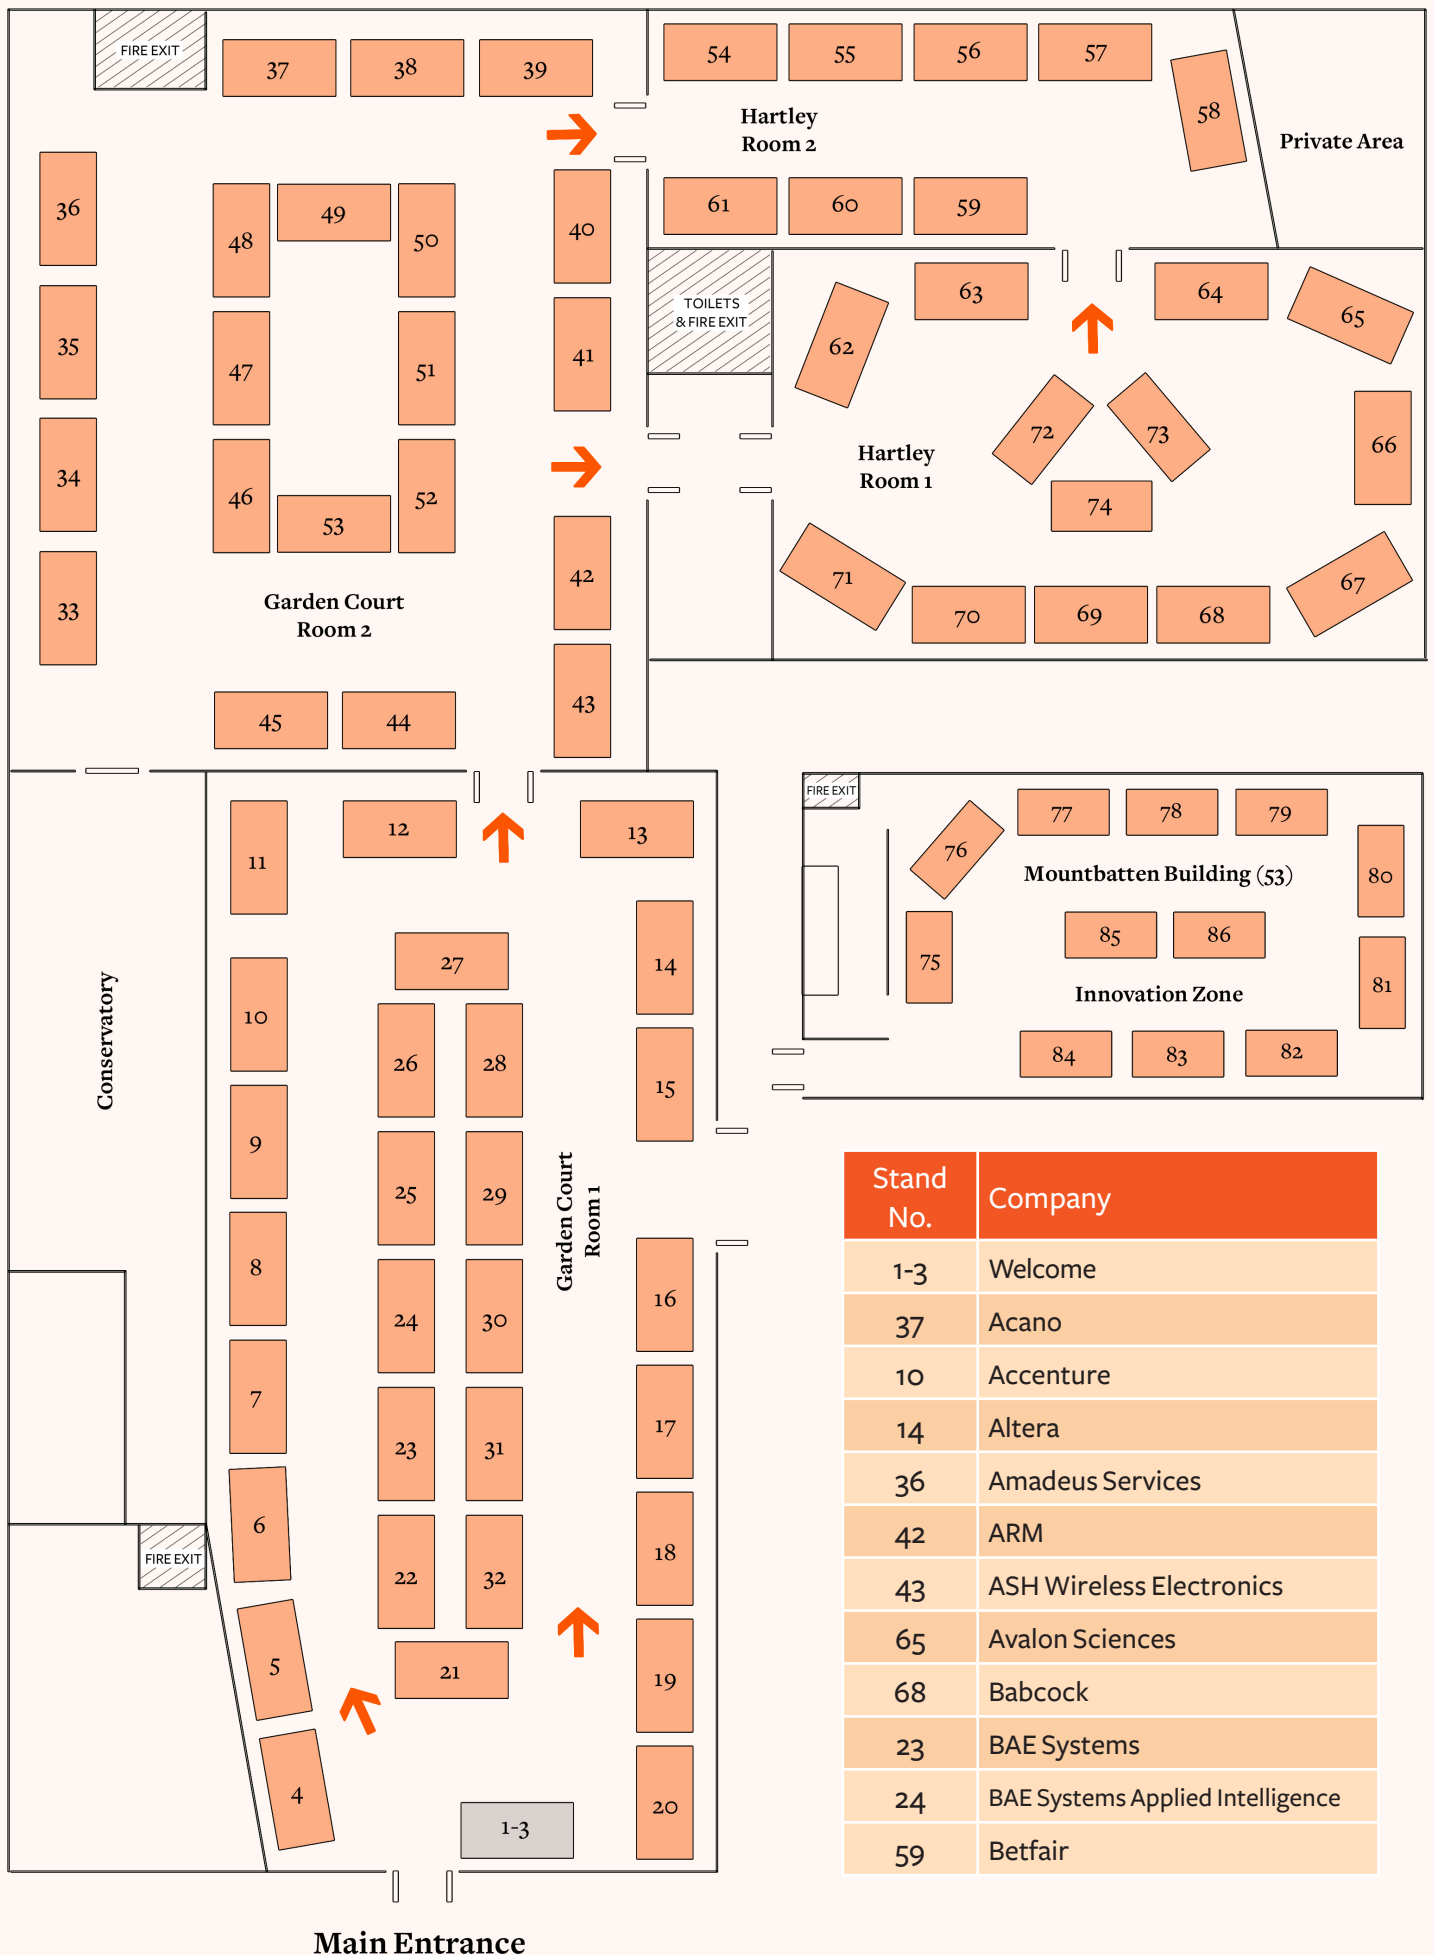 FIRE EXIT
37
38
39
54
55
56
57
58
Hartley
Room 2
Private Area
36
48
49
50
40
61
60
59
35
47
51
41
TOILETS
& FIRE EXIT
62
63
64
65
34
46
53
52
Hartley
Room 1
72
73
74
66
33
Garden Court
Room 2
42
71
70
69
68
67
45
44
43
11
12
13
FIRE EXIT
76
77
78
79
Mountbatten Building (53)
80
75
85
86
81
Innovation Zone
84
83
82
Conservatory
10
27
14
26
28
15
9
25
29
Garden Court
Room 1
8
24
30
16
7
23
31
17
6
22
32
18
FIRE EXIT
5
21
19
4
1-3
20
Main Entrance
Stand
No.
Company
1-3 Welcome
37 Acano
10 Accenture
14 Altera
36 Amadeus Services
42 ARM
43 ASH Wireless Electronics
65 Avalon Sciences
68 Babcock
23 BAE Systems
24 BAE Systems Applied Intelligence
59 Betfair